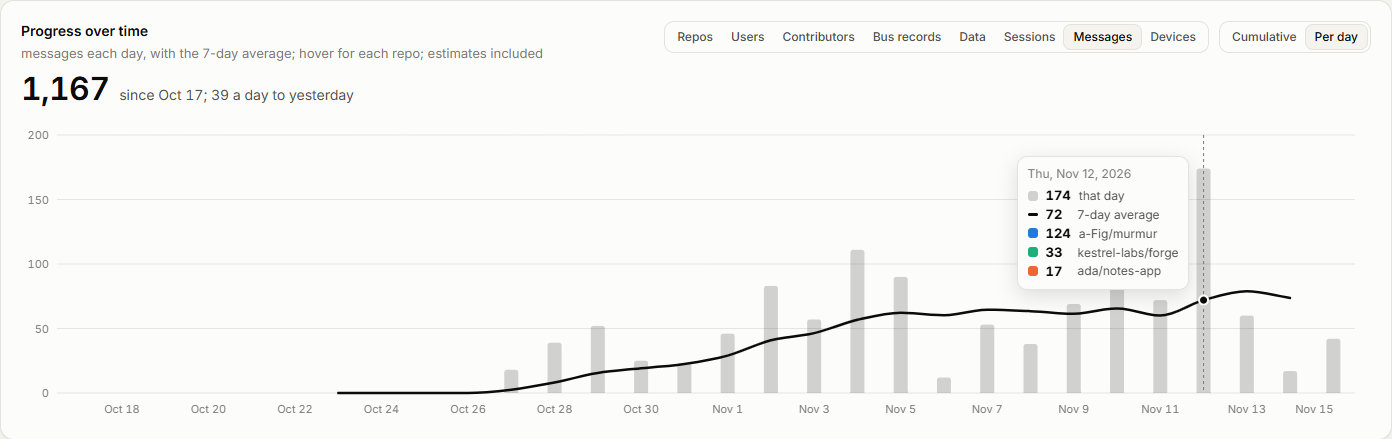 Progress over time
messages each day, with the 7-day average; hover for each repo; estimates included
Repos Users Contributors Bus records Data Sessions Messages Devices
Cumulative Per day
1,167 since Oct 17; 39 a day to yesterday
200
150
100
50
0
Thu, Nov 12, 2026
174 that day
72 7-day average
124 a-Fig/murmur
33 kestrel-labs/forge
17 ada/notes-app
Oct 18 Oct 20 Oct 22 Oct 24 Oct 26 Oct 28 Oct 30 Nov 1 Nov 3 Nov 5 Nov 7 Nov 9 Nov 11 Nov 13 Nov 15